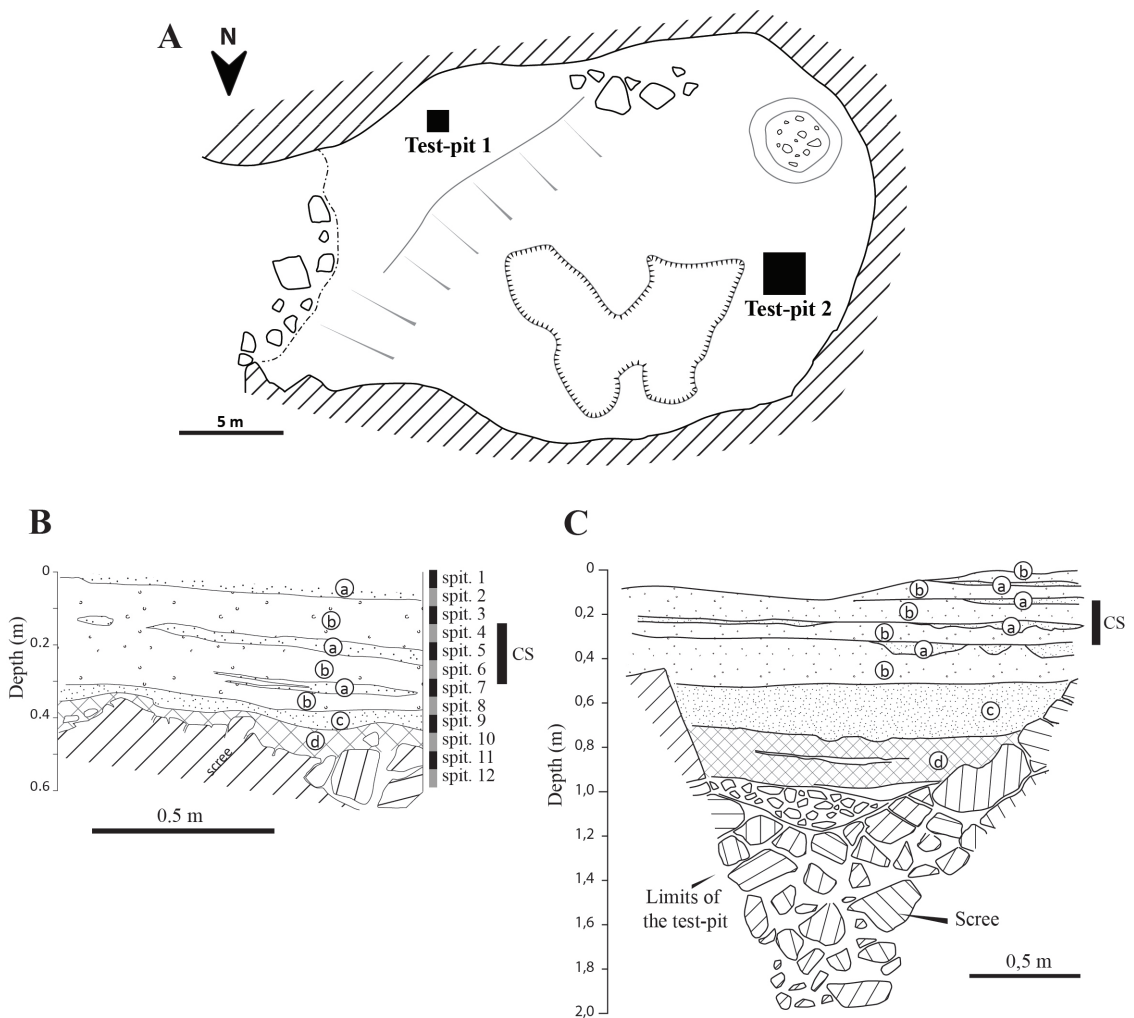 A
N
Test-pit 1
Test-pit 2
5 m
B
0
0.2
0.4
0.6
Depth (m)
a
b
a
b
a
b
c
d
scree
spit. 1
spit. 2
spit. 3
spit. 4
spit. 5
spit. 6
spit. 7
spit. 8
spit. 9
spit. 10
spit. 11
spit. 12
CS
0.5 m
C
0
0,2
0,4
0,6
0,8
1,0
1,2
1,4
1,6
1,8
2,0
Depth (m)
b
a
b
a
b
a
b
a
b
c
d
CS
Limits of
the test-pit
Scree
0,5 m